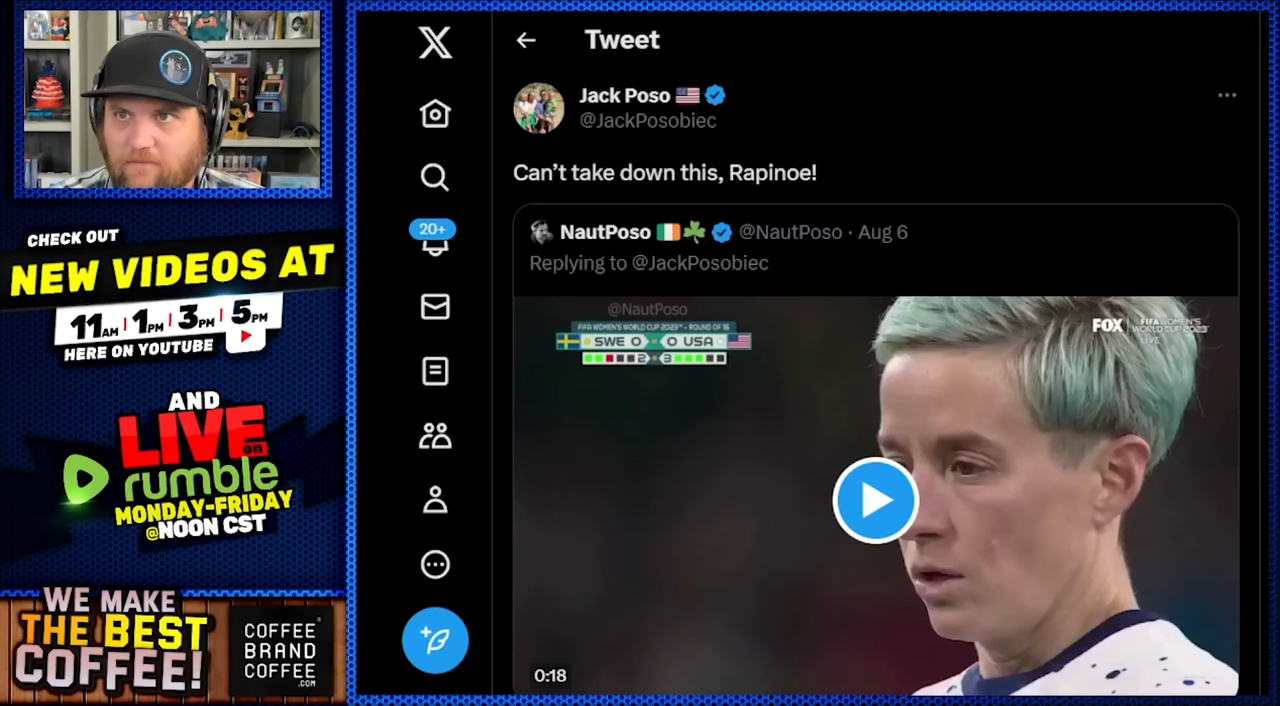 CHECK OUT
NEW VIDEOS AT
11AM | 1PM | 3PM | 5PM
HERE ON YOUTUBE
AND
LIVE on
rumble
MONDAY-FRIDAY
@NOON CST
WE MAKE
THE BEST
COFFEE!
COFFEE
BRAND
COFFEE
.COM
Tweet
20+
Jack Poso
@JackPosobiec
Can’t take down this, Rapinoe!
NautPoso @NautPoso · Aug 6
Replying to @JackPosobiec
@NautPoso
FIFA WOMEN'S WORLD CUP 2023™ - ROUND OF 16
SWE 0 0 USA
2 3
FOX FIFA WOMEN'S
WORLD CUP 2023™
LIVE
0:18